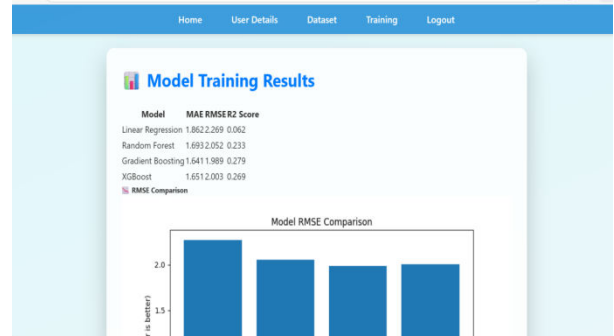 Home User Details Dataset Training Logout
Model Training Results
Model MAE RMSE R2 Score
Linear Regression 1.862 2.269 0.062
Random Forest 1.693 2.052 0.233
Gradient Boosting 1.641 1.989 0.279
XGBoost 1.651 2.003 0.269
RMSE Comparison
Model RMSE Comparison
2.0
1.5
is better)